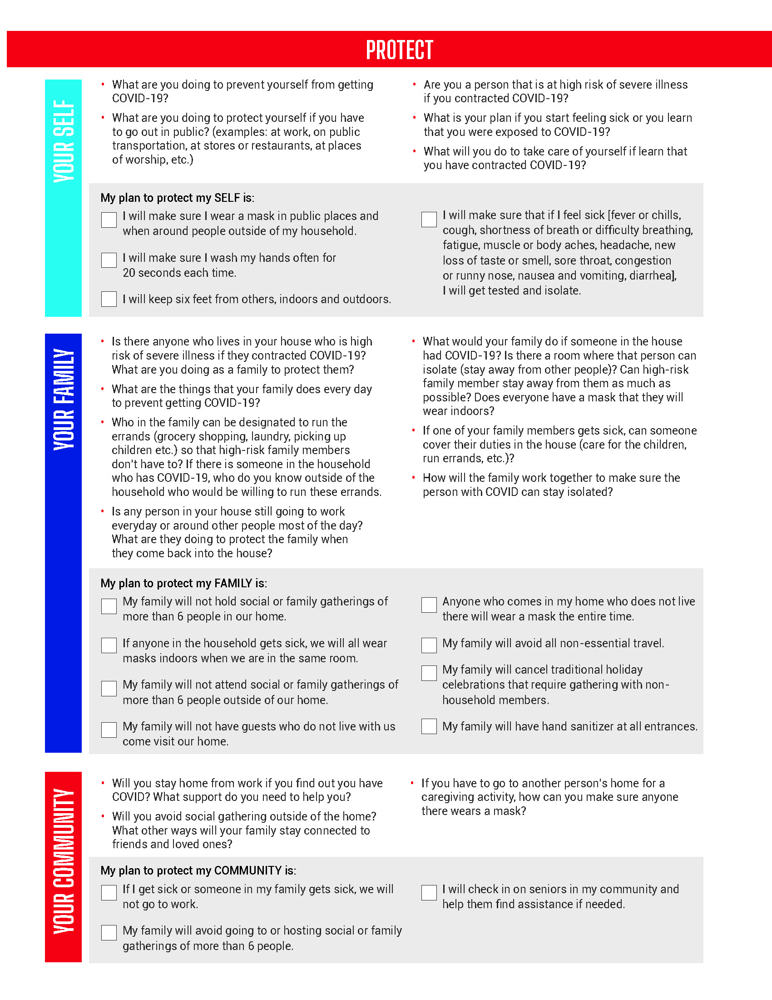 PROTECT
YOUR SELF
• What are you doing to prevent yourself from getting
COVID-19?
• What are you doing to protect yourself if you have
to go out in public? (examples: at work, on public
transportation, at stores or restaurants, at places
of worship, etc.)
• Are you a person that is at high risk of severe illness
if you contracted COVID-19?
• What is your plan if you start feeling sick or you learn
that you were exposed to COVID-19?
• What will you do to take care of yourself if learn that
you have contracted COVID-19?
My plan to protect my SELF is:
I will make sure I wear a mask in public places and
when around people outside of my household.
I will make sure I wash my hands often for
20 seconds each time.
I will keep six feet from others, indoors and outdoors.
I will make sure that if I feel sick [fever or chills,
cough, shortness of breath or difficulty breathing,
fatigue, muscle or body aches, headache, new
loss of taste or smell, sore throat, congestion
or runny nose, nausea and vomiting, diarrhea],
I will get tested and isolate.
YOUR FAMILY
• Is there anyone who lives in your house who is high
risk of severe illness if they contracted COVID-19?
What are you doing as a family to protect them?
• What are the things that your family does every day
to prevent getting COVID-19?
• Who in the family can be designated to run the
errands (grocery shopping, laundry, picking up
children etc.) so that high-risk family members
don't have to? If there is someone in the household
who has COVID-19, who do you know outside of the
household who would be willing to run these errands.
• Is any person in your house still going to work
everyday or around other people most of the day?
What are they doing to protect the family when
they come back into the house?
• What would your family do if someone in the house
had COVID-19? Is there a room where that person can
isolate (stay away from other people)? Can high-risk
family member stay away from them as much as
possible? Does everyone have a mask that they will
wear indoors?
• If one of your family members gets sick, can someone
cover their duties in the house (care for the children,
run errands, etc.)?
• How will the family work together to make sure the
person with COVID can stay isolated?
My plan to protect my FAMILY is:
My family will not hold social or family gatherings of
more than 6 people in our home.
If anyone in the household gets sick, we will all wear
masks indoors when we are in the same room.
My family will not attend social or family gatherings of
more than 6 people outside of our home.
My family will not have guests who do not live with us
come visit our home.
Anyone who comes in my home who does not live
there will wear a mask the entire time.
My family will avoid all non-essential travel.
My family will cancel traditional holiday
celebrations that require gathering with non-
household members.
My family will have hand sanitizer at all entrances.
YOUR COMMUNITY
• Will you stay home from work if you find out you have
COVID? What support do you need to help you?
• Will you avoid social gathering outside of the home?
What other ways will your family stay connected to
friends and loved ones?
• If you have to go to another person's home for a
caregiving activity, how can you make sure anyone
there wears a mask?
My plan to protect my COMMUNITY is:
If I get sick or someone in my family gets sick, we will
not go to work.
My family will avoid going to or hosting social or family
gatherings of more than 6 people.
I will check in on seniors in my community and
help them find assistance if needed.